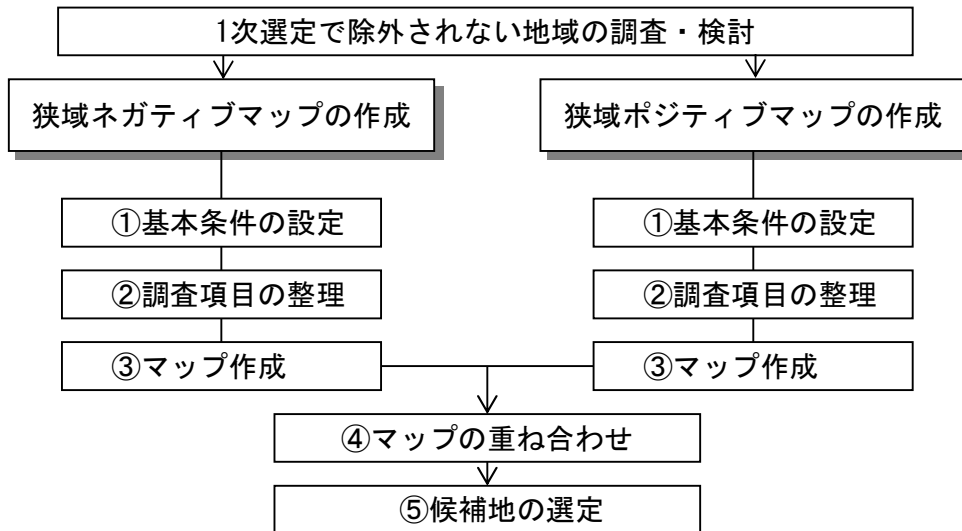 1次選定で除外されない地域の調査・検討
狭域ネガティブマップの作成
狭域ポジティブマップの作成
①基本条件の設定
①基本条件の設定
②調査項目の整理
②調査項目の整理
③マップ作成
③マップ作成
④マップの重ね合わせ
⑤候補地の選定